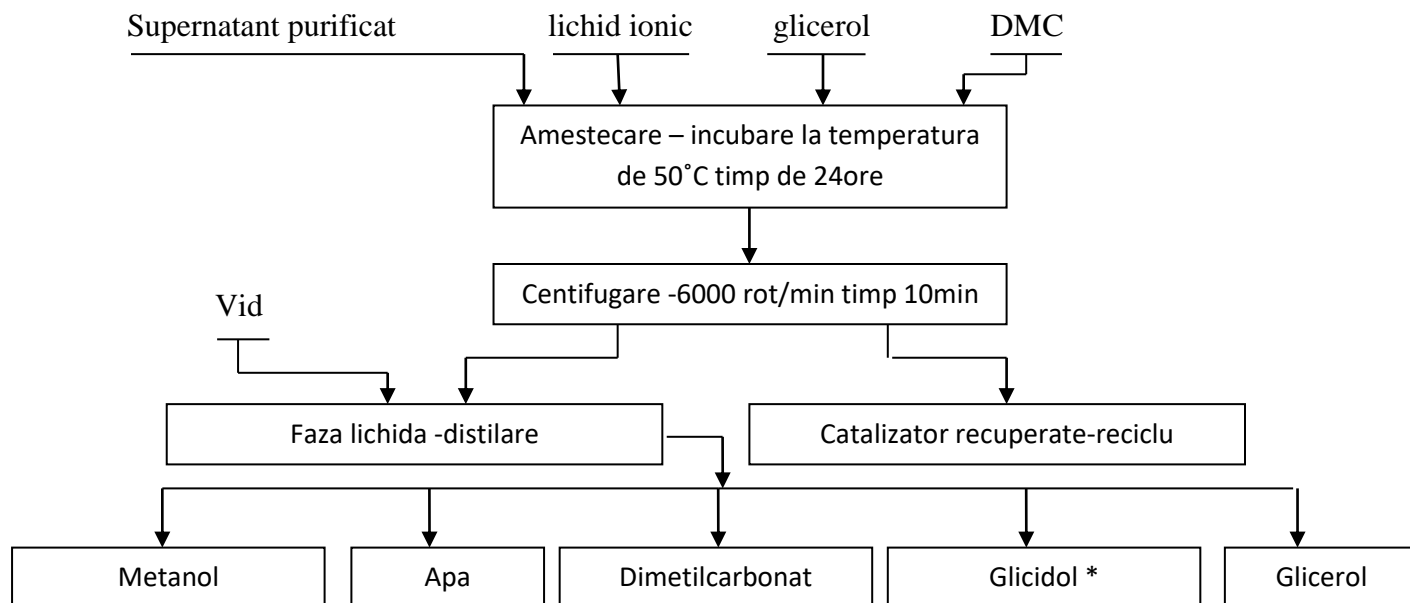 Supernatant purificat lichid ionic glicerol DMC
Amestecare – incubare la temperatura
de 50˚C timp de 24ore
Centifugare -6000 rot/min timp 10min
Vid
Faza lichida -distilare Catalizator recuperate-reciclu
Metanol Apa Dimetilcarbonat Glicidol * Glicerol